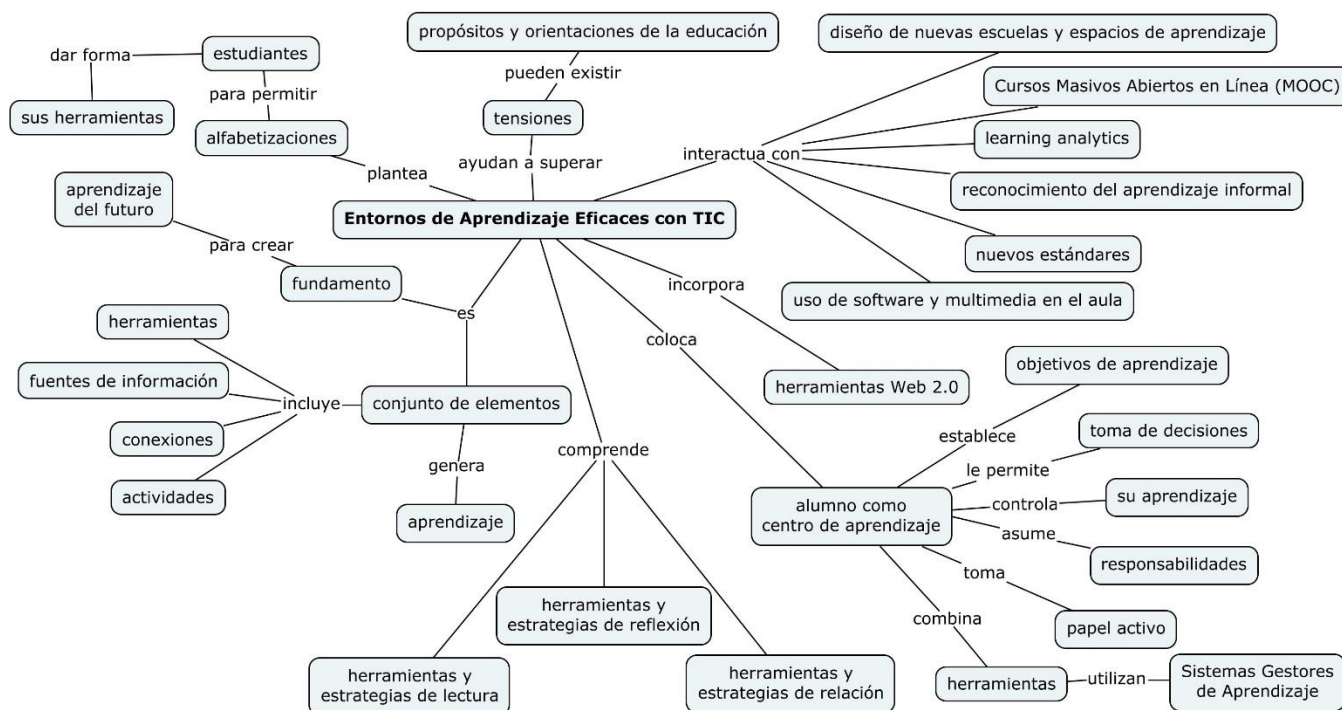 propósitos y orientaciones de la educación
pueden existir
tensiones
ayudan a superar
dar forma
estudiantes
sus herramientas
para permitir
alfabetizaciones
plantea
diseño de nuevas escuelas y espacios de aprendizaje
Cursos Masivos Abiertos en Línea (MOOC)
learning analytics
interactua con
reconocimiento del aprendizaje informal
nuevos estándares
uso de software y multimedia en el aula
Entornos de Aprendizaje Eficaces con TIC
aprendizaje
del futuro
para crear
fundamento
es
incorpora
herramientas Web 2.0
coloca
herramientas
fuentes de información
incluye
conjunto de elementos
conexiones
actividades
genera
aprendizaje
comprende
herramientas y
estrategias de lectura
herramientas y
estrategias de reflexión
herramientas y
estrategias de relación
objetivos de aprendizaje
establece
toma de decisiones
le permite
alumno como
centro de aprendizaje
controla
su aprendizaje
asume
responsabilidades
toma
papel activo
combina
herramientas
utilizan
Sistemas Gestores
de Aprendizaje